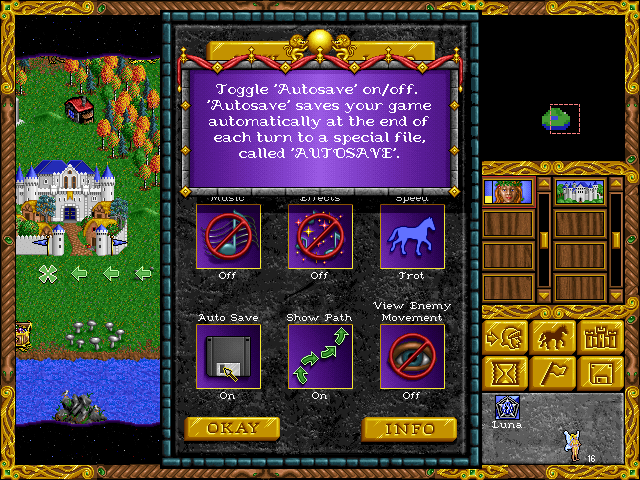 Toggle 'Autosave' on/off.
'Autosave' saves your game
automatically at the end of
each turn to a special file,
called 'AUTOSAVE'.
Music Effects Speed
Off Off Trot
Auto Save Show Path View Enemy
Movement
On On Off
OKAY INFO
Luna
16